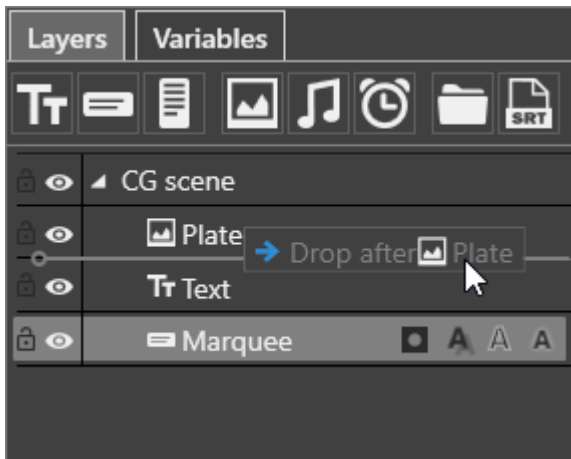 Layers Variables
SRT
CG scene
Plate
Drop after Plate
Text
Marquee